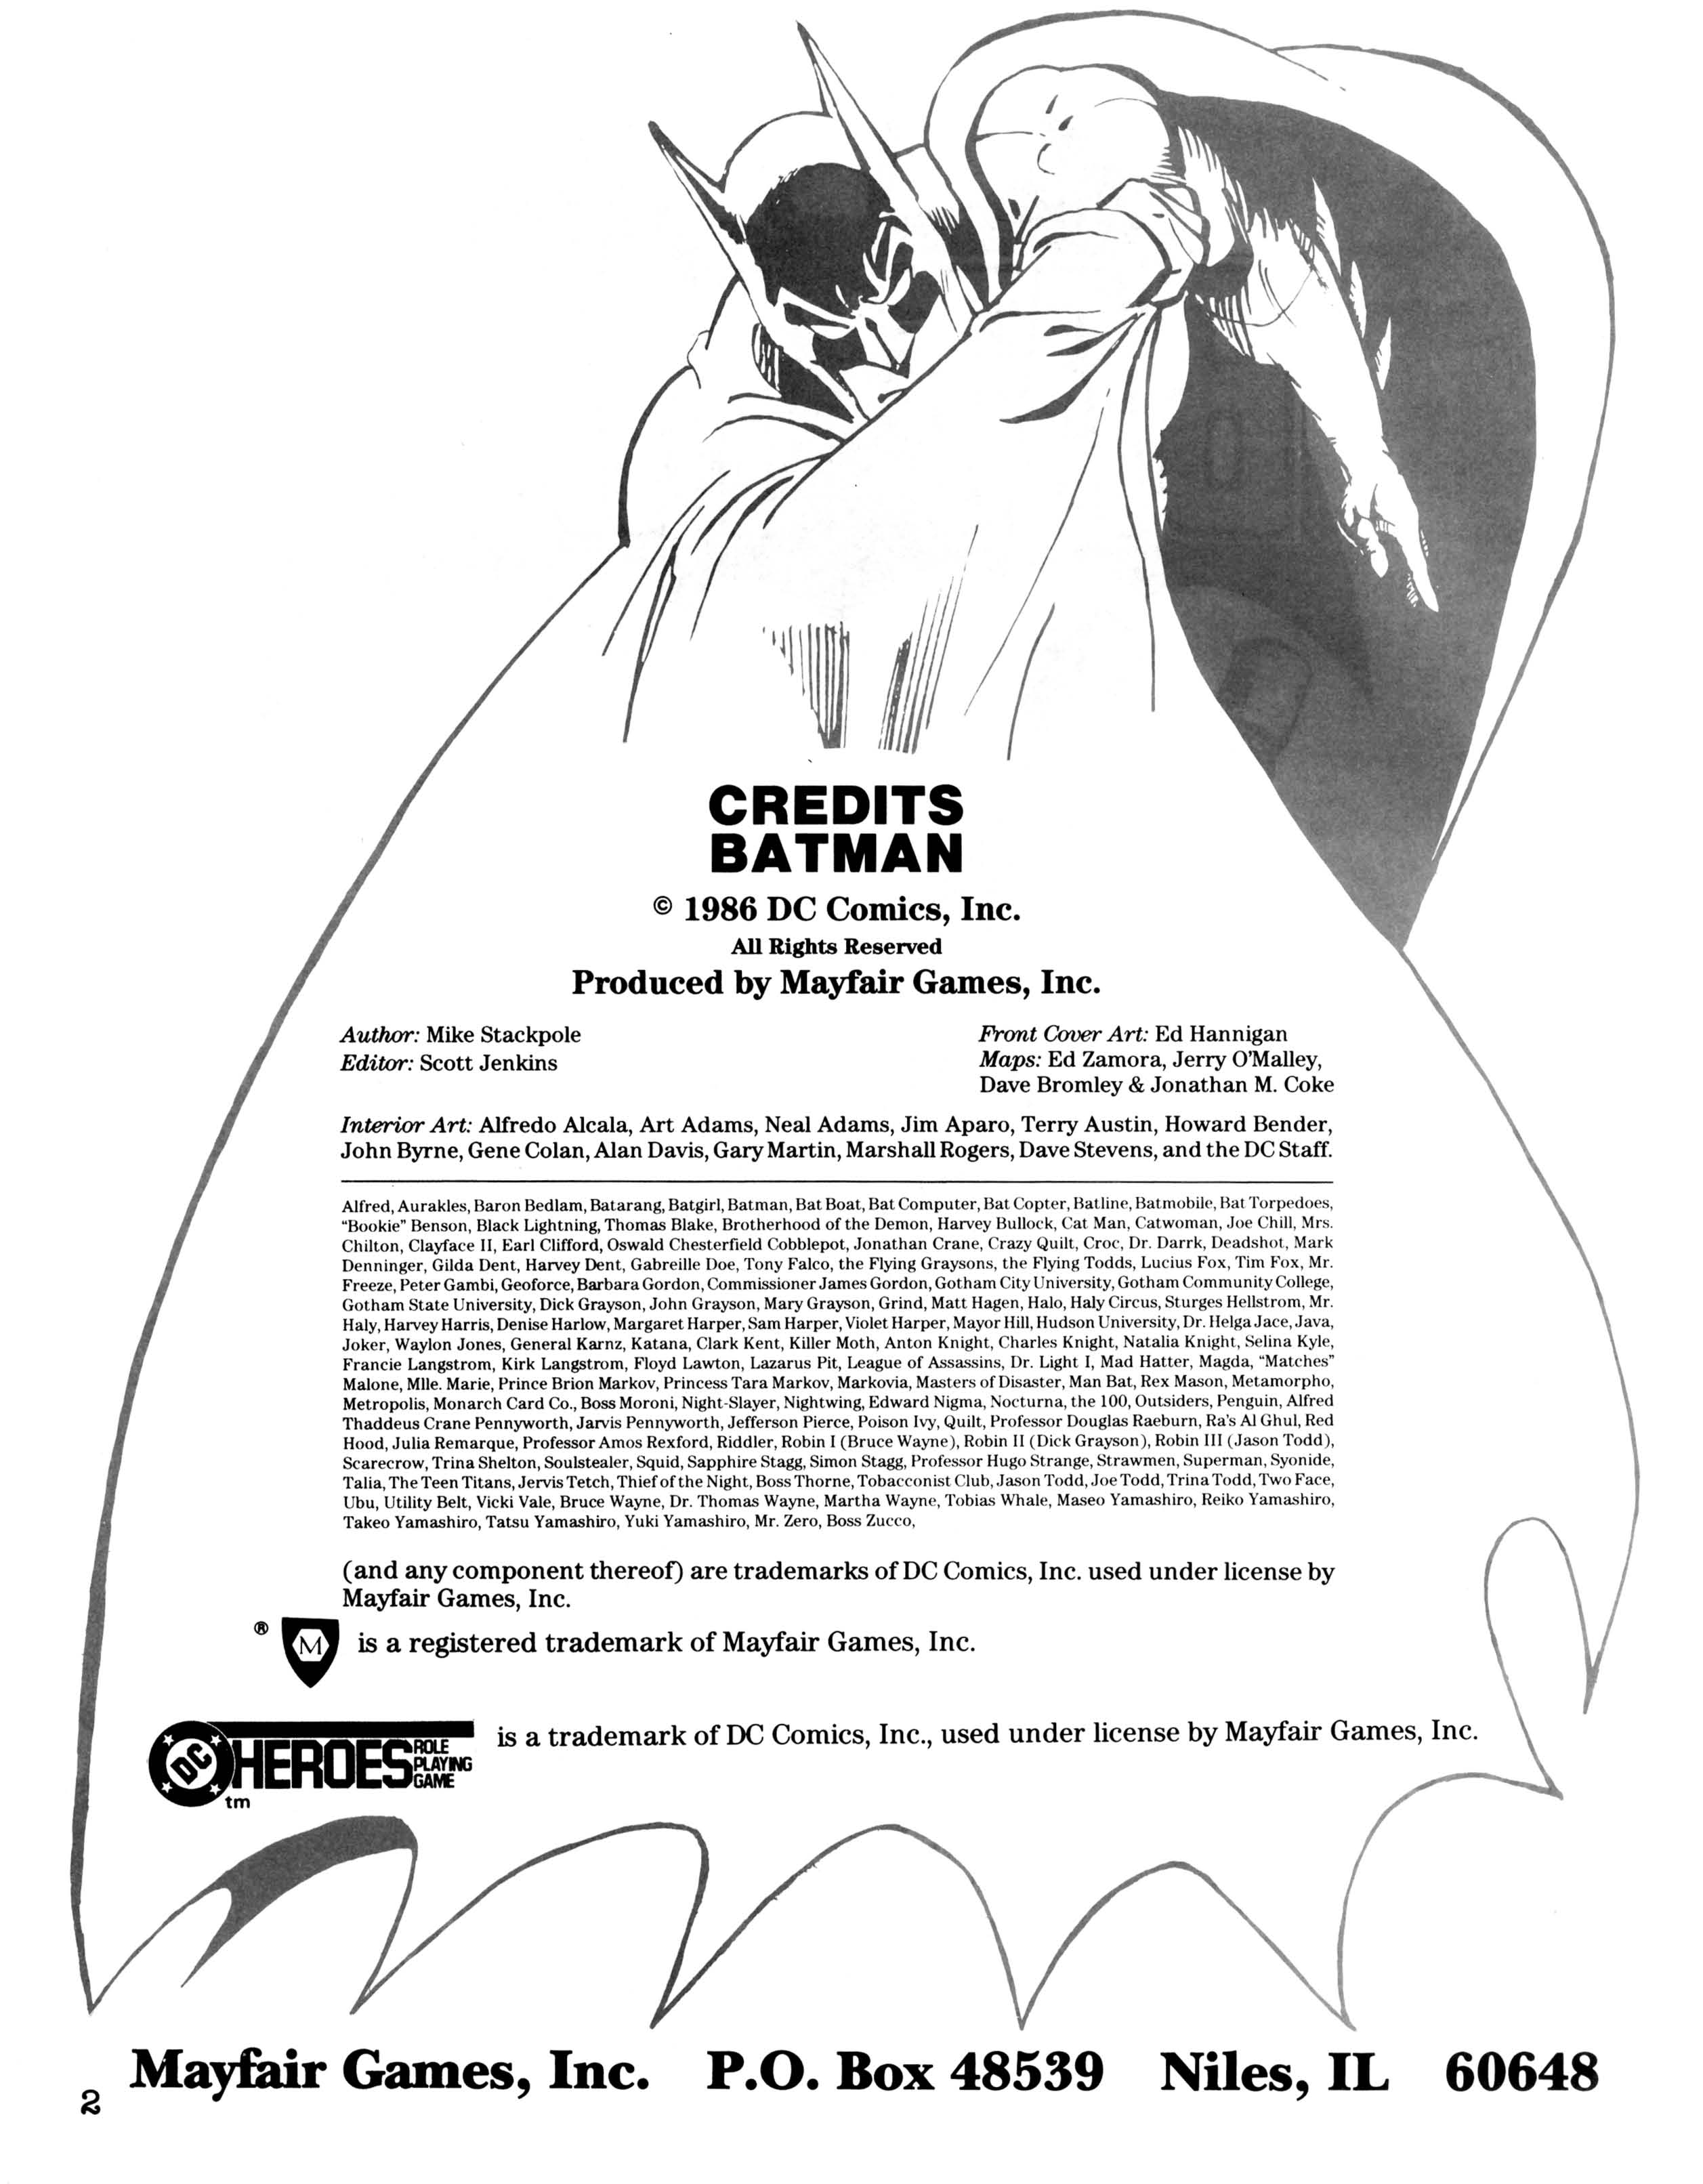 CREDITS
BATMAN
© 1986 DC Comics, Inc.
All Rights Reserved
Produced by Mayfair Games, Inc.
Author: Mike Stackpole
Editor: Scott Jenkins
Front Cover Art: Ed Hannigan
Maps: Ed Zamora, Jerry O'Malley,
Dave Bromley & Jonathan M. Coke
Interior Art: Alfredo Alcala, Art Adams, Neal Adams, Jim Aparo, Terry Austin, Howard Bender,
John Byrne, Gene Colan, Alan Davis, Gary Martin, Marshall Rogers, Dave Stevens, and the DC Staff.
Alfred, Aurakles, Baron Bedlam, Batarang, Batgirl, Batman, Bat Boat, Bat Computer, Bat Copter, Batline, Batmobile, Bat Torpedoes,
"Bookie" Benson, Black Lightning, Thomas Blake, Brotherhood of the Demon, Harvey Bullock, Cat Man, Catwoman, Joe Chill, Mrs.
Chilton, Clayface II, Earl Clifford, Oswald Chesterfield Cobblepot, Jonathan Crane, Crazy Quilt, Croc, Dr. Darrk, Deadshot, Mark
Denninger, Gilda Dent, Harvey Dent, Gabreille Doe, Tony Falco, the Flying Graysons, the Flying Todds, Lucius Fox, Tim Fox, Mr.
Freeze, Peter Gambi, Geoforce, Barbara Gordon, Commissioner James Gordon, Gotham City University, Gotham Community College,
Gotham State University, Dick Grayson, John Grayson, Mary Grayson, Grind, Matt Hagen, Halo, Haly Circus, Sturges Hellstrom, Mr.
Haly, Harvey Harris, Denise Harlow, Margaret Harper, Sam Harper, Violet Harper, Mayor Hill, Hudson University, Dr. Helga Jace, Java,
Joker, Waylon Jones, General Karnz, Katana, Clark Kent, Killer Moth, Anton Knight, Charles Knight, Natalia Knight, Selina Kyle,
Francie Langstrom, Kirk Langstrom, Floyd Lawton, Lazarus Pit, League of Assassins, Dr. Light I, Mad Hatter, Magda, "Matches"
Malone, Mlle. Marie, Prince Brion Markov, Princess Tara Markov, Markovia, Masters of Disaster, Man Bat, Rex Mason, Metamorpho,
Metropolis, Monarch Card Co., Boss Moroni, Night-Slayer, Nightwing, Edward Nigma, Nocturna, the 100, Outsiders, Penguin, Alfred
Thaddeus Crane Pennyworth, Jarvis Pennyworth, Jefferson Pierce, Poison Ivy, Quilt, Professor Douglas Raeburn, Ra's Al Ghul, Red
Hood, Julia Remarque, Professor Amos Rexford, Riddler, Robin I (Bruce Wayne), Robin II (Dick Grayson), Robin III (Jason Todd),
Scarecrow, Trina Shelton, Soulstealer, Squid, Sapphire Stagg, Simon Stagg, Professor Hugo Strange, Strawmen, Superman, Syonide,
Talia, The Teen Titans, Jervis Tetch, Thief of the Night, Boss Thorne, Tobacconist Club, Jason Todd, Joe Todd, Trina Todd, Two Face,
Ubu, Utility Belt, Vicki Vale, Bruce Wayne, Dr. Thomas Wayne, Martha Wayne, Tobias Whale, Maseo Yamashiro, Reiko Yamashiro,
Takeo Yamashiro, Tatsu Yamashiro, Yuki Yamashiro, Mr. Zero, Boss Zucco,
(and any component thereof) are trademarks of DC Comics, Inc. used under license by
Mayfair Games, Inc.
® M is a registered trademark of Mayfair Games, Inc.
DC HEROES ROLE PLAYING GAME tm is a trademark of DC Comics, Inc., used under license by Mayfair Games, Inc.
Mayfair Games, Inc. P.O. Box 48539 Niles, IL 60648
2